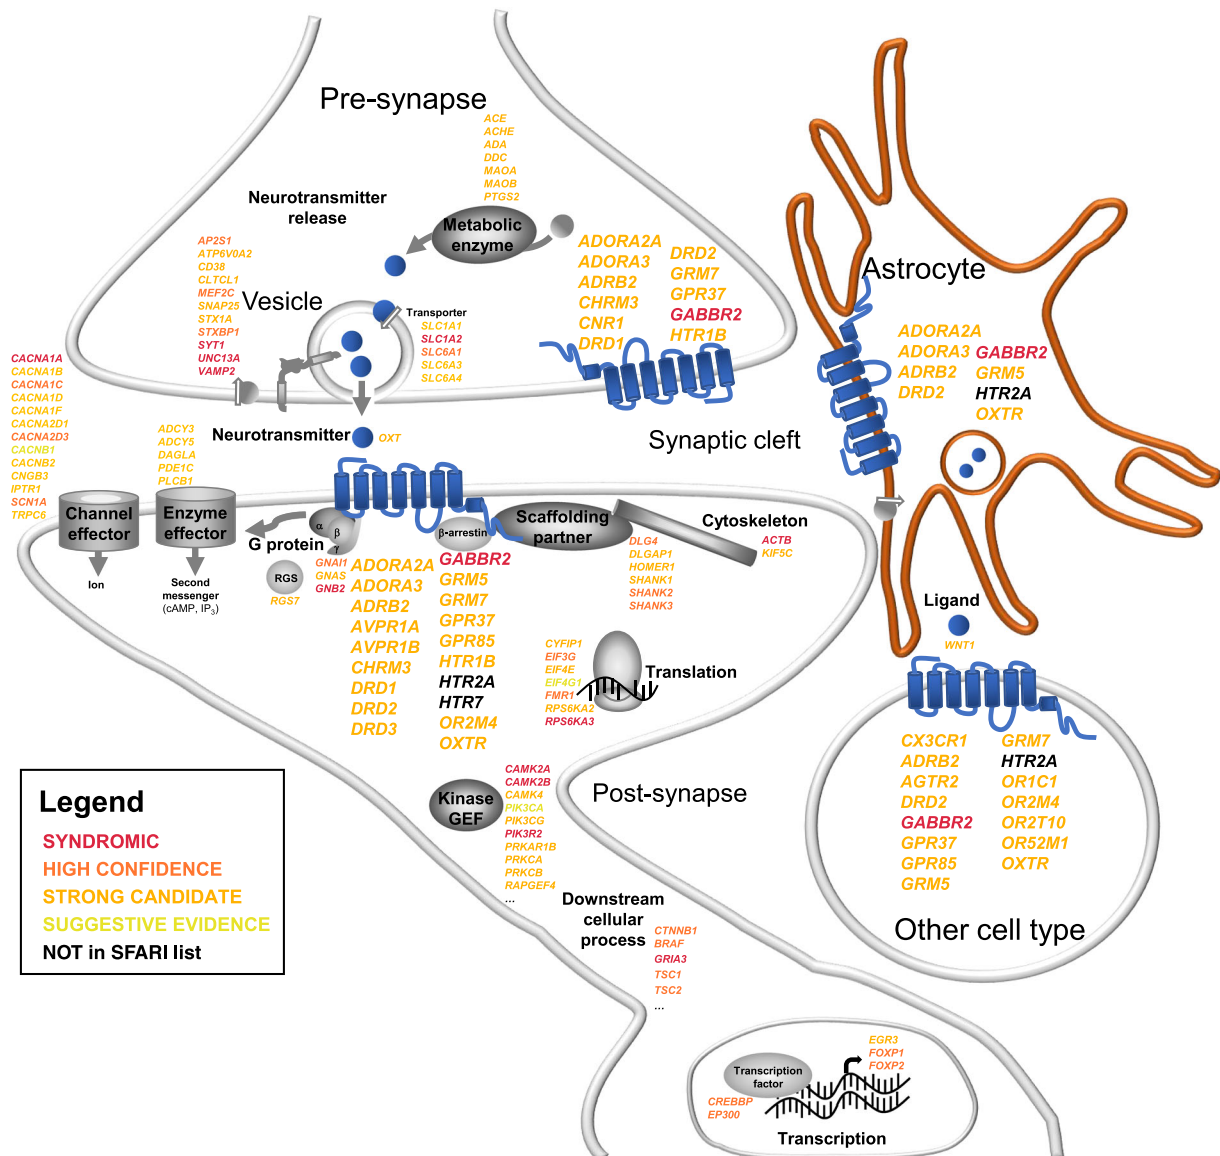 Pre-synapse
ACE
ACHE
ADA
DDC
MAOA
MAOB
PTGS2
Neurotransmitter
release
Metabolic
enzyme
AP2S1
ATP6V0A2
CD38
CLTCL1
MEF2C
SNAP25
STX1A
STXBP1
SYT1
UNC13A
VAMP2
Vesicle
Transporter
SLC1A1
SLC1A2
SLC6A1
SLC6A3
SLC6A4
ADORA2A
ADORA3
ADRB2
CHRM3
CNR1
DRD1
DRD2
GRM7
GPR37
GABBR2
HTR1B
Astrocyte
ADORA2A
ADORA3
ADRB2
DRD2
GABBR2
GRM5
HTR2A
OXTR
CACNA1A
CACNA1B
CACNA1C
CACNA1D
CACNA1F
CACNA2D1
CACNA2D3
CACNB1
CACNB2
CNGB3
IPTR1
SCN1A
TRPC6
ADCY3
ADCY5
DAGLA
PDE1C
PLCB1
Neurotransmitter
OXT
Synaptic cleft
Channel
effector
Ion
Enzyme
effector
Second
messenger
(cAMP, IP3)
G protein
α
β
γ
RGS
RGS7
GNAI1
GNAS
GNB2
β-arrestin
Scaffolding
partner
DLG4
DLGAP1
HOMER1
SHANK1
SHANK2
SHANK3
Cytoskeleton
ACTB
KIF5C
ADORA2A
ADORA3
ADRB2
AVPR1A
AVPR1B
CHRM3
DRD1
DRD2
DRD3
GABBR2
GRM5
GRM7
GPR37
GPR85
HTR1B
HTR2A
HTR7
OR2M4
OXTR
CYFIP1
EIF3G
EIF4E
EIF4G1
FMR1
RPS6KA2
RPS6KA3
Translation
Ligand
WNT1
CX3CR1
ADRB2
AGTR2
DRD2
GABBR2
GPR37
GPR85
GRM5
GRM7
HTR2A
OR1C1
OR2M4
OR2T10
OR52M1
OXTR
Other cell type
Kinase
GEF
CAMK2A
CAMK2B
CAMK4
PIK3CA
PIK3CG
PIK3R2
PRKAR1B
PRKCA
PRKCB
RAPGEF4
...
Post-synapse
Downstream
cellular
process
CTNNB1
BRAF
GRIA3
TSC1
TSC2
...
Legend
SYNDROMIC
HIGH CONFIDENCE
STRONG CANDIDATE
SUGGESTIVE EVIDENCE
NOT in SFARI list
Transcription
factor
CREBBP
EP300
EGR3
FOXP1
FOXP2
Transcription